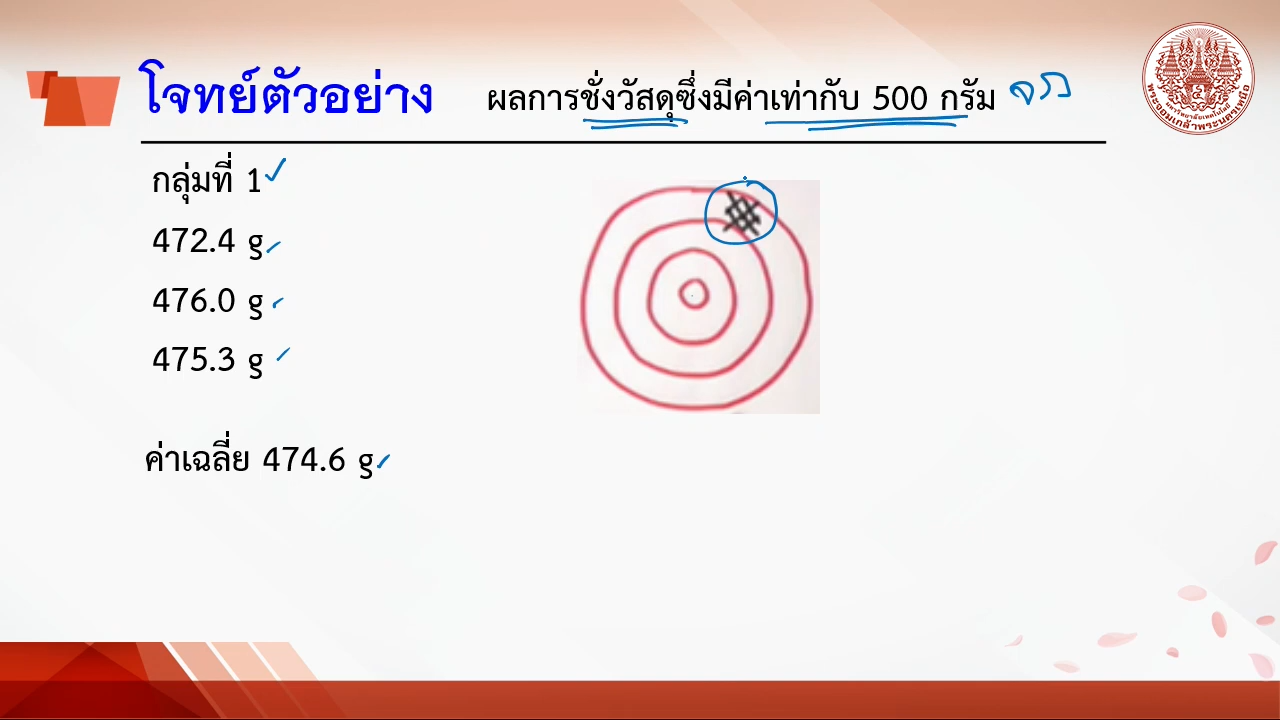 โจทย์ตัวอย่าง
ผลการชั่งวัสดุซึ่งมีค่าเท่ากับ 500 กรัม
กลุ่มที่ 1
472.4 g
476.0 g
475.3 g
ค่าเฉลี่ย 474.6 g